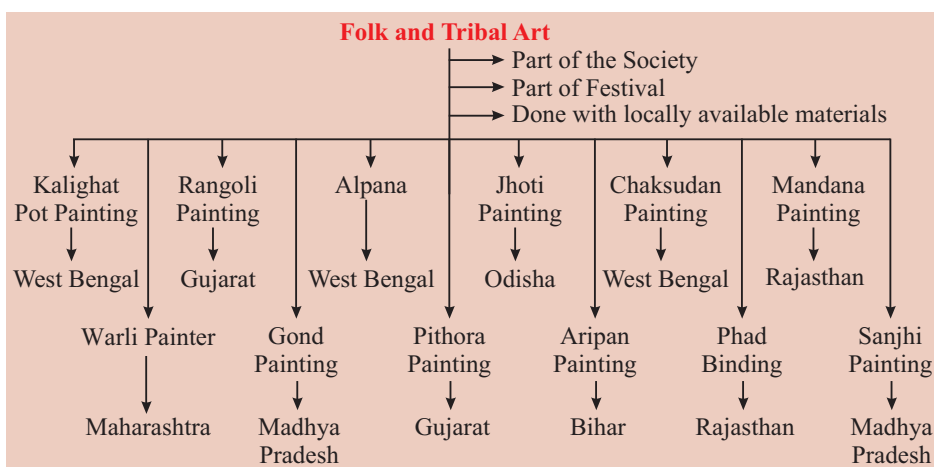 Folk and Tribal Art
Part of the Society
Part of Festival
Done with locally available materials
Kalighat
Pot Painting
West Bengal
Rangoli
Painting
Gujarat
Alpana
West Bengal
Jhoti
Painting
Odisha
Chaksudan
Painting
West Bengal
Mandana
Painting
Rajasthan
Warli Painter
Maharashtra
Gond
Painting
Madhya
Pradesh
Pithora
Painting
Gujarat
Aripan
Painting
Bihar
Phad
Binding
Rajasthan
Sanjhi
Painting
Madhya
Pradesh